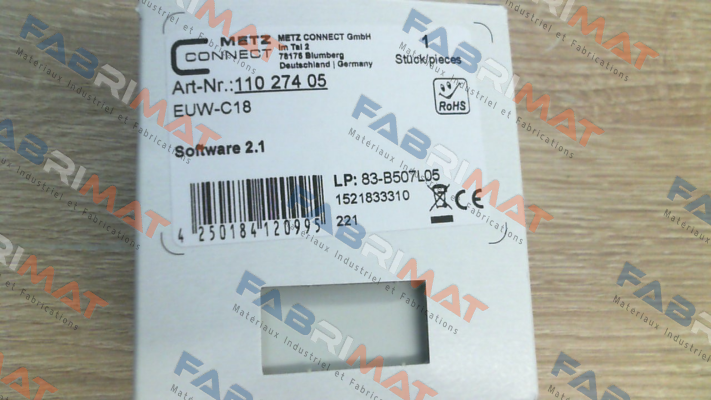 METZ CONNECT
METZ CONNECT GmbH
Im Tal 2
78176 Blumberg
Deutschland | Germany
1
Stück/pieces
Art-Nr.:110 274 05
EUW-C18
RoHS
Software 2.1
LP: 83-B507L05
1521833310
221
CE
4 250184 120995
FABRIMAT
Matériaux Industriel et Fabrications